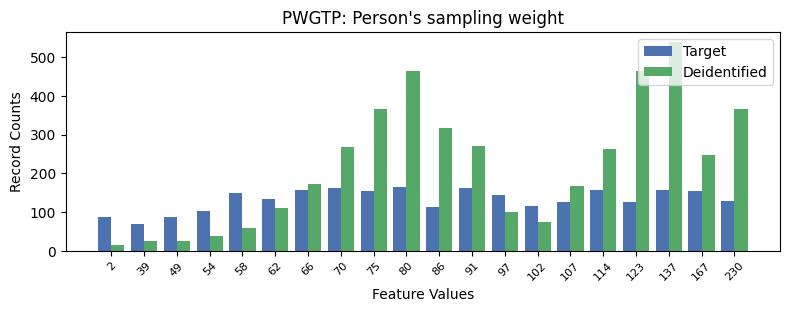 PWGTP: Person's sampling weight
Target
Deidentified
Record Counts
500
400
300
200
100
0
2 39 49 54 58 62 66 70 75 80 86 91 97 102 107 114 123 137 167 230
Feature Values